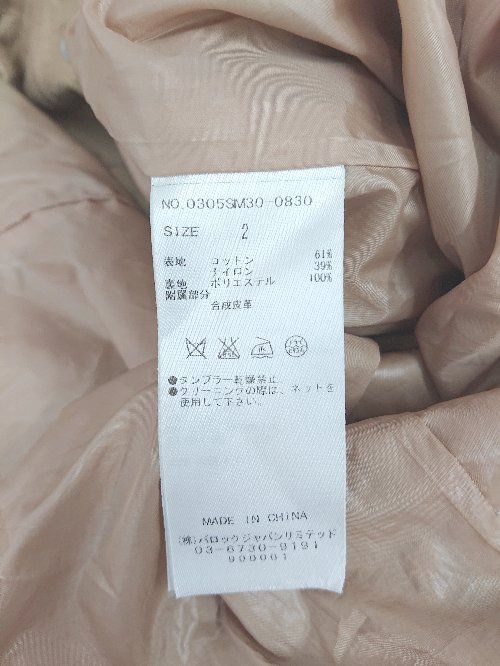 NO.0305SM30-0830
SIZE 2
表地 コットン 61%
ナイロン 39%
裏地 ポリエステル 100%
附属部分
合成皮革
●タンブラー乾燥禁止。
●クリーニングの際は、ネットを
使用して下さい。
MADE IN CHINA
(株)バロックジャパンリミテッド
03-6730-9191
900001